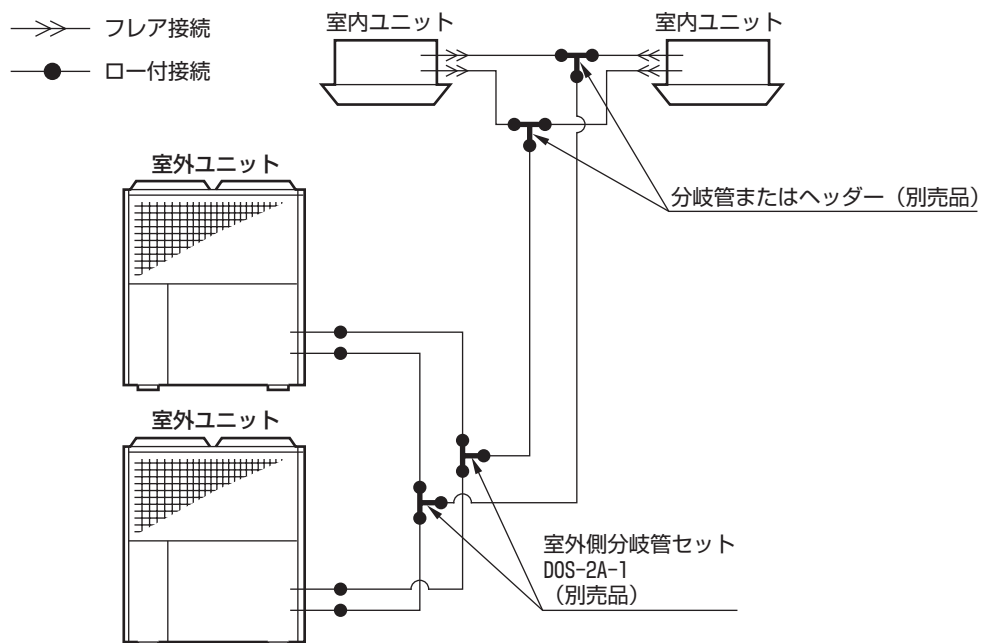 フレア接続
ロー付接続
室内ユニット
室内ユニット
分岐管またはヘッダー（別売品）
室外ユニット
室外ユニット
室外側分岐管セット
DOS-2A-1
（別売品）